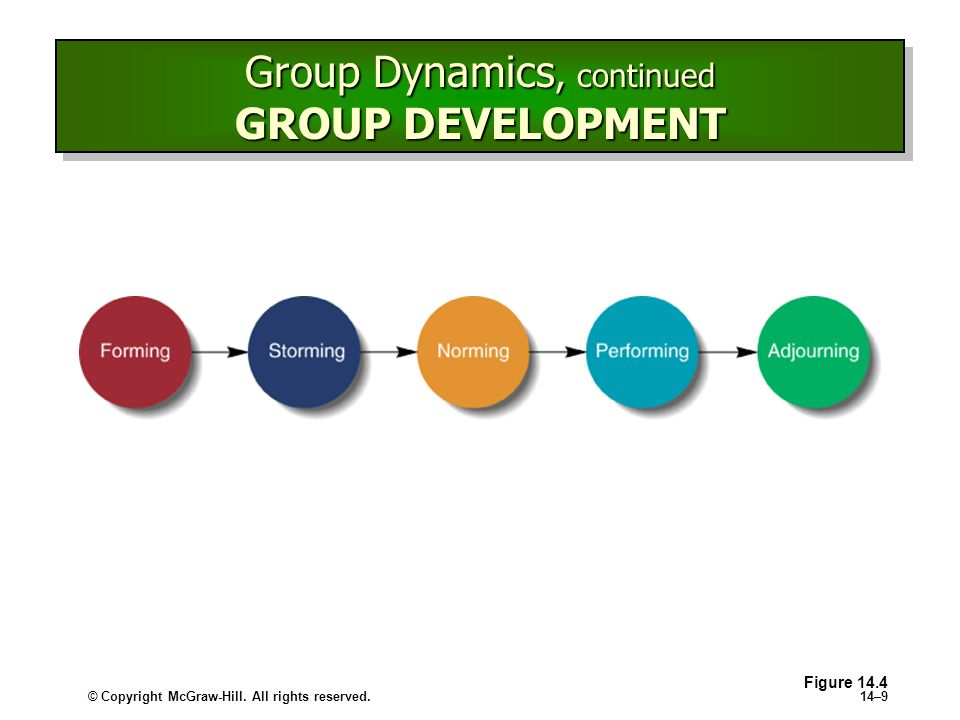 Group Dynamics, continued
GROUP DEVELOPMENT
Forming
Storming
Norming
Performing
Adjourning
Figure 14.4
© Copyright McGraw-Hill. All rights reserved.
14–9